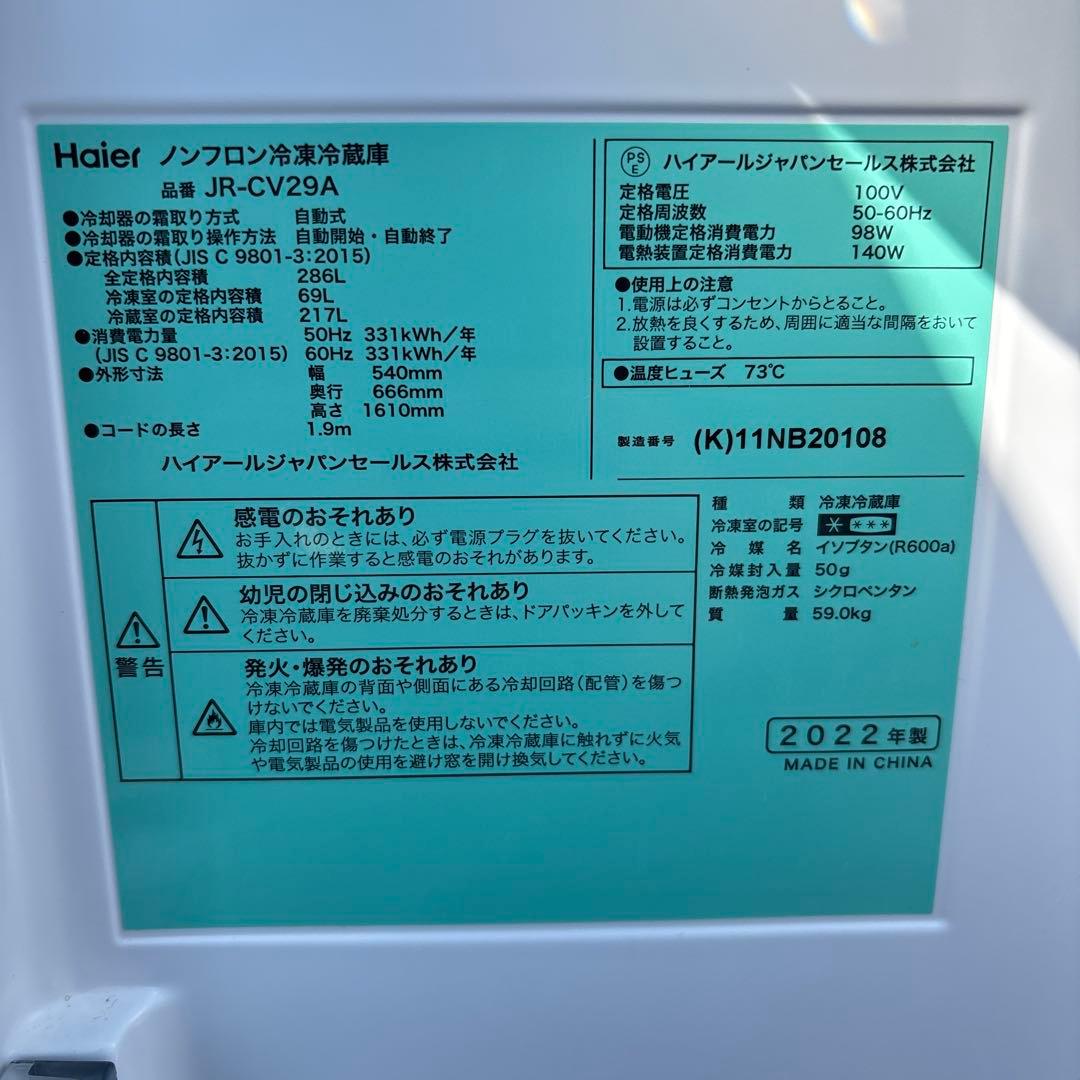 Haier ノンフロン冷凍冷蔵庫
品番 JR-CV29A
●冷却器の霜取り方式 自動式
●冷却器の霜取り操作方法 自動開始・自動終了
●定格内容積(JIS C 9801-3:2015)
全定格内容積 286L
冷凍室の定格内容積 69L
冷蔵室の定格内容積 217L
●消費電力量 50Hz 331kWh/年
(JIS C 9801-3:2015) 60Hz 331kWh/年
●外形寸法 幅 540mm
奥行 666mm
高さ 1610mm
●コードの長さ 1.9m
ハイアールジャパンセールス株式会社
PSE ハイアールジャパンセールス株式会社
定格電圧 100V
定格周波数 50-60Hz
電動機定格消費電力 98W
電熱装置定格消費電力 140W
●使用上の注意
1.電源は必ずコンセントからとること。
2.放熱を良くするため、周囲に適当な間隔をおいて
設置すること。
●温度ヒューズ 73℃
製造番号 (K)11NB20108
警告
感電のおそれあり
お手入れのときには、必ず電源プラグを抜いてください。
抜かずに作業すると感電のおそれがあります。
幼児の閉じ込みのおそれあり
冷凍冷蔵庫を廃棄処分するときは、ドアパッキンを外して
ください。
発火・爆発のおそれあり
冷凍冷蔵庫の背面や側面にある冷却回路(配管)を傷つ
けないでください。
庫内では電気製品を使用しないでください。
冷却回路を傷つけたときは、冷凍冷蔵庫に触れずに火気
や電気製品の使用を避け窓を開け換気してください。
種類 冷凍冷蔵庫
冷凍室の記号 ＊ ＊＊＊
冷媒名 イソブタン(R600a)
冷媒封入量 50g
断熱発泡ガス シクロペンタン
質量 59.0kg
2022年製
MADE IN CHINA